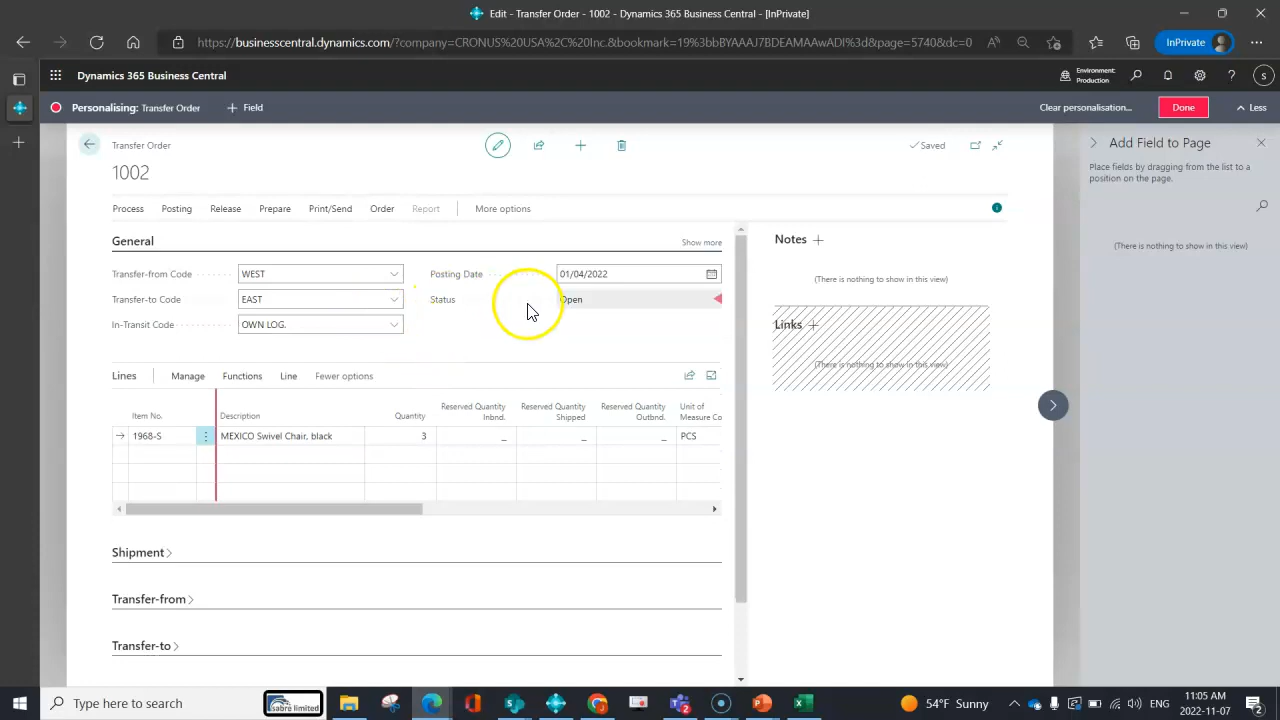 Edit - Transfer Order - 1002 - Dynamics 365 Business Central - [InPrivate]
https://businesscentral.dynamics.com/?company=CRONUS%20USA%2C%20Inc.&bookmark=19%3bbBYAAAJ7BDEAMAAwADI%3d&page=5740&dc=0
InPrivate
Dynamics 365 Business Central
Environment:
Production
S
Personalising: Transfer Order
+ Field
Clear personalisation...
Done
Less
Transfer Order
Saved
Add Field to Page
Place fields by dragging from the list to a
position on the page.
(There is nothing to show in this view)
1002
Process
Posting
Release
Prepare
Print/Send
Order
Report
More options
General
Show more
Transfer-from Code
WEST
Posting Date
01/04/2022
Transfer-to Code
EAST
Status
Open
In-Transit Code
OWN LOG.
Notes +
(There is nothing to show in this view)
Links +
(There is nothing to show in this view)
Lines
Manage
Functions
Line
Fewer options
Item No.
Description
Quantity
Reserved Quantity
Inbnd.
Reserved Quantity
Shipped
Reserved Quantity
Outbnd.
Unit of
Measure Co
1968-S
MEXICO Swivel Chair, black
3
_
_
_
PCS
Shipment >
Transfer-from >
Transfer-to >
Type here to search
sabre limited
54°F Sunny
ENG
11:05 AM
2022-11-07
2